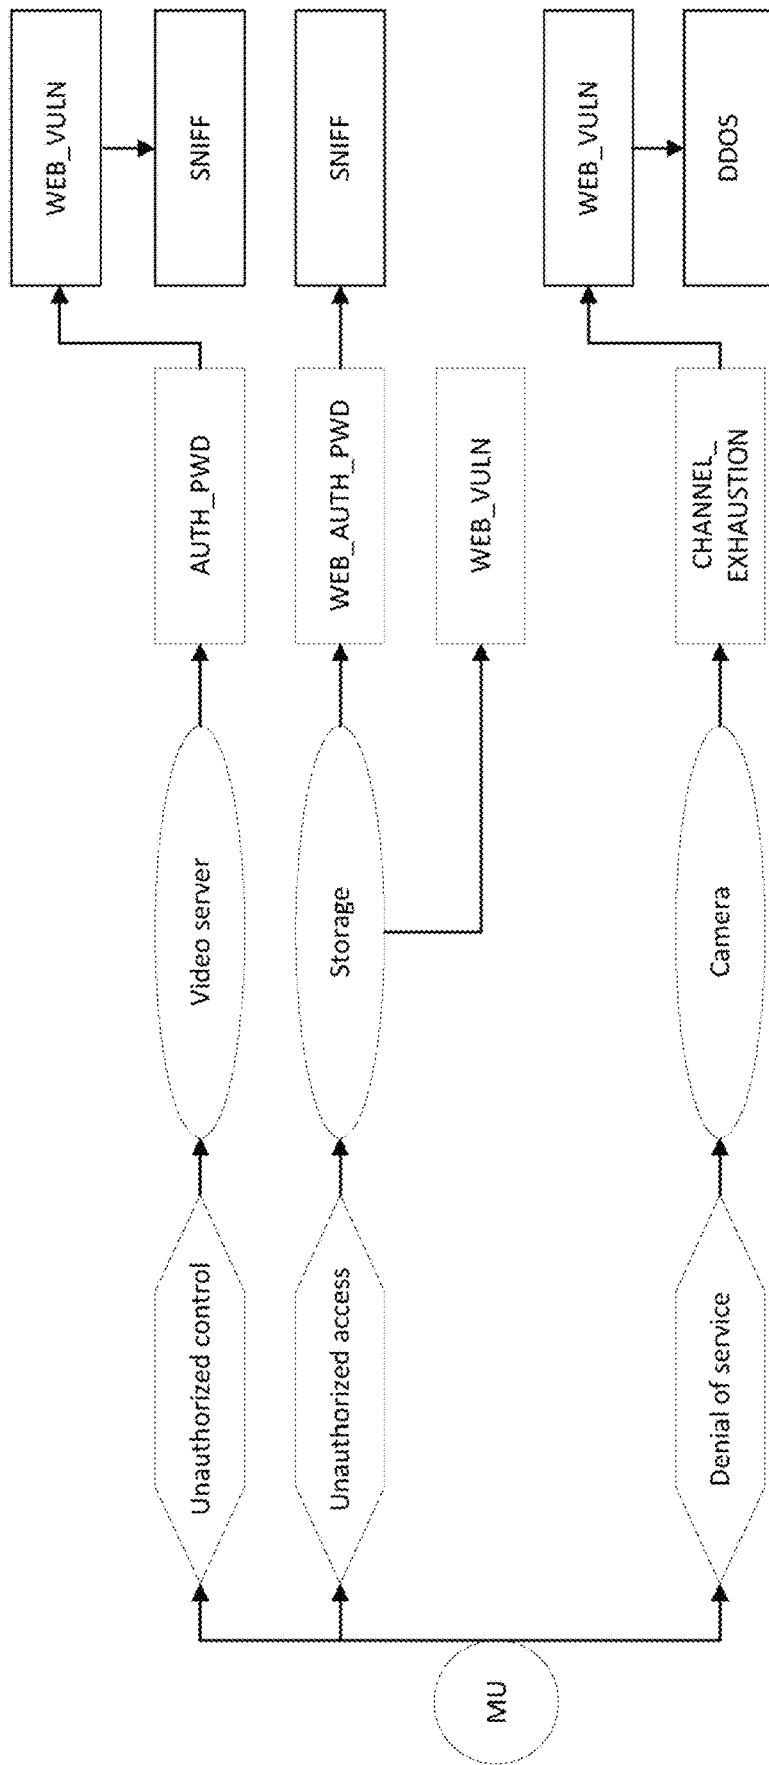 MU
Unauthorized control
Video server
AUTH_PWD
WEB_VULN
SNIFF
Unauthorized access
Storage
WEB_AUTH_PWD
SNIFF
WEB_VULN
Denial of service
Camera
CHANNEL_
EXHAUSTION
WEB_VULN
DDOS